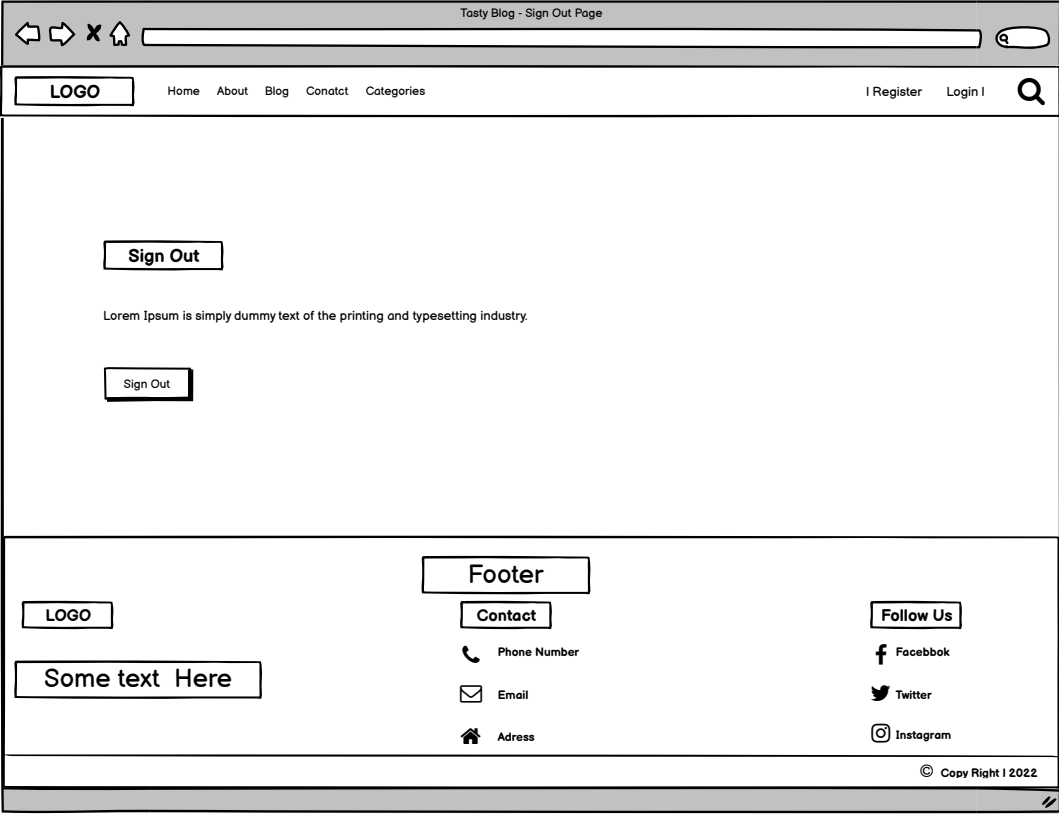 Tasty Blog - Sign Out Page
LOGO Home About Blog Conatct Categories | Register Login |
Sign Out
Lorem Ipsum is simply dummy text of the printing and typesetting industry.
Sign Out
Footer
LOGO Contact Follow Us
Phone Number Facebbok
Some text Here
Email Twitter
Adress Instagram
© Copy Right | 2022